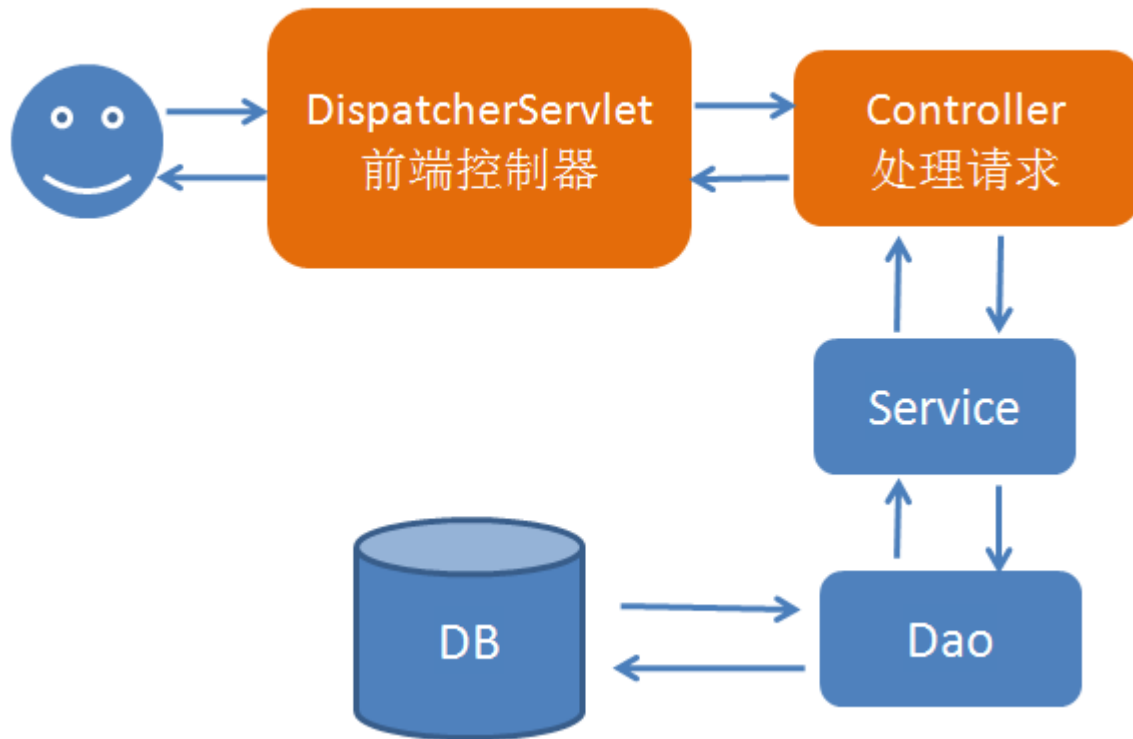 DispatcherServlet
前端控制器
Controller
处理请求
Service
DB
Dao